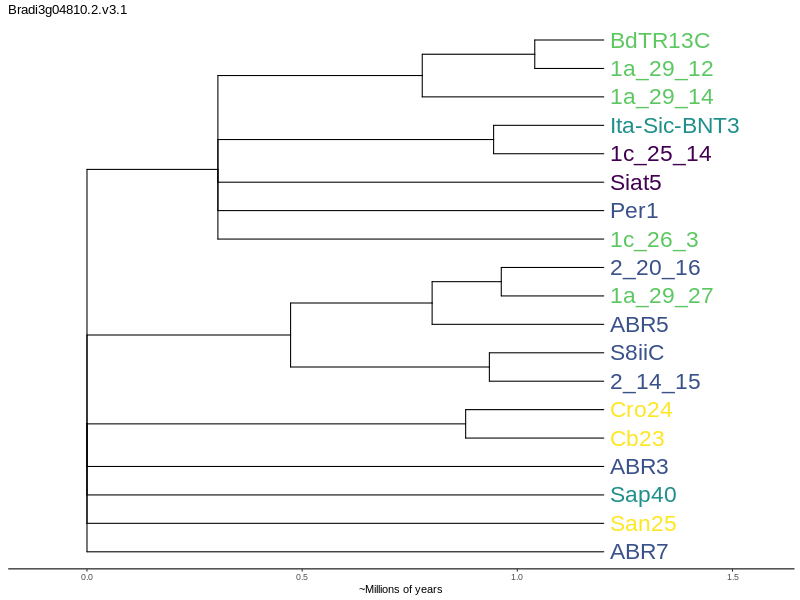 Bradi3g04810.2.v3.1
BdTR13C
1a_29_12
1a_29_14
Ita-Sic-BNT3
1c_25_14
Siat5
Per1
1c_26_3
2_20_16
1a_29_27
ABR5
S8iiC
2_14_15
Cro24
Cb23
ABR3
Sap40
San25
ABR7
0.0 0.5 1.0 1.5
~Millions of years